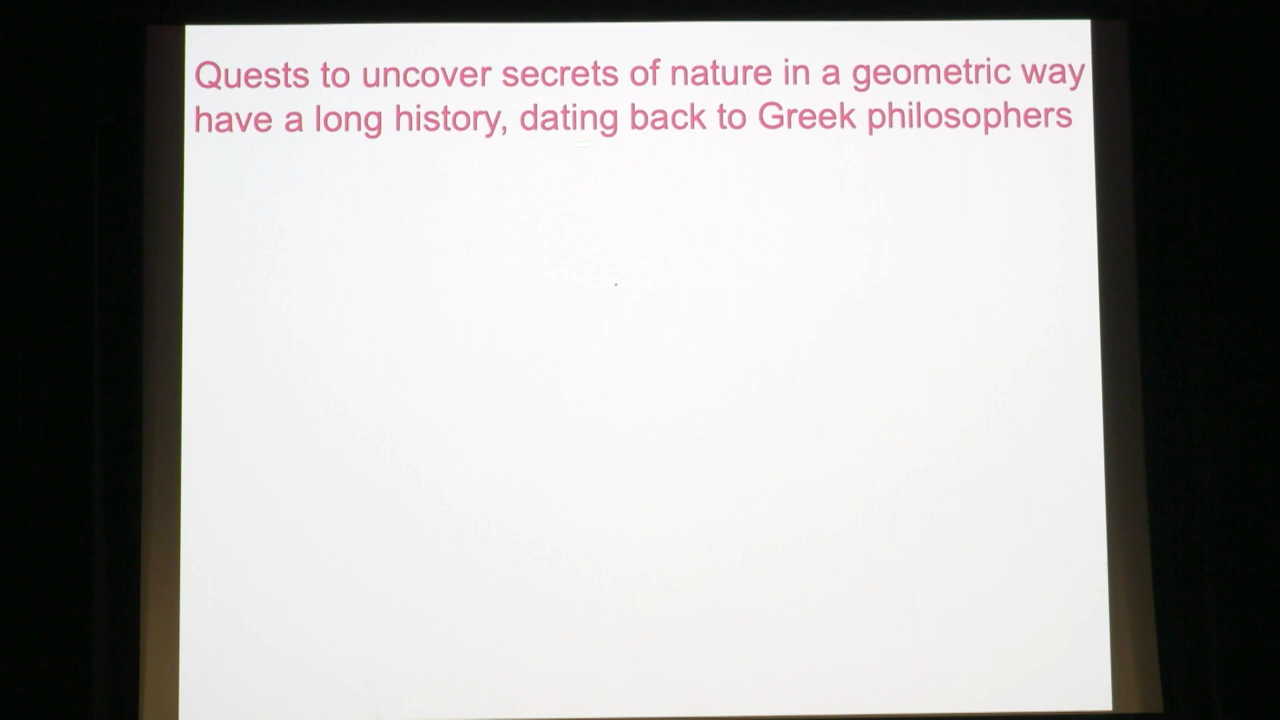 Quests to uncover secrets of nature in a geometric way
have a long history, dating back to Greek philosophers